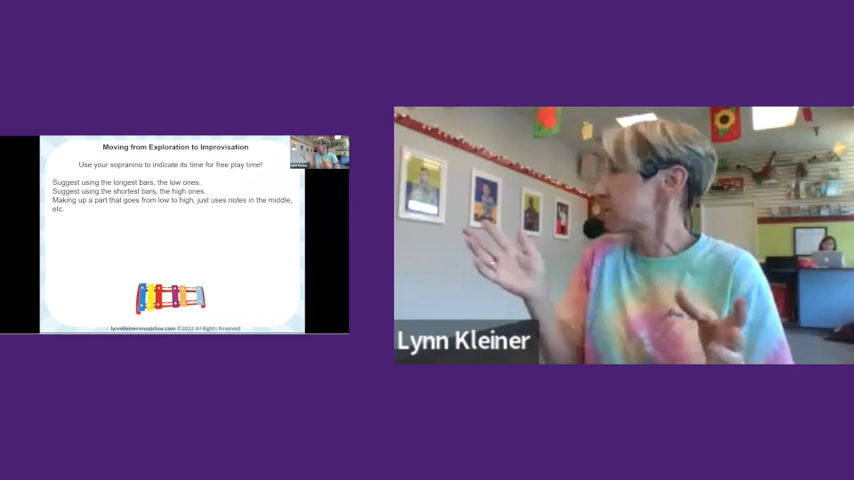 Moving from Exploration to Improvisation
Use your sopranino to indicate its time for free play time!
Suggest using the longest bars, the low ones.
Suggest using the shortest bars, the high ones.
Making up a part that goes from low to high, just uses notes in the middle,
etc.
lynnkleinersmusicbox.com ©2022 All Rights Reserved
Lynn Kleiner